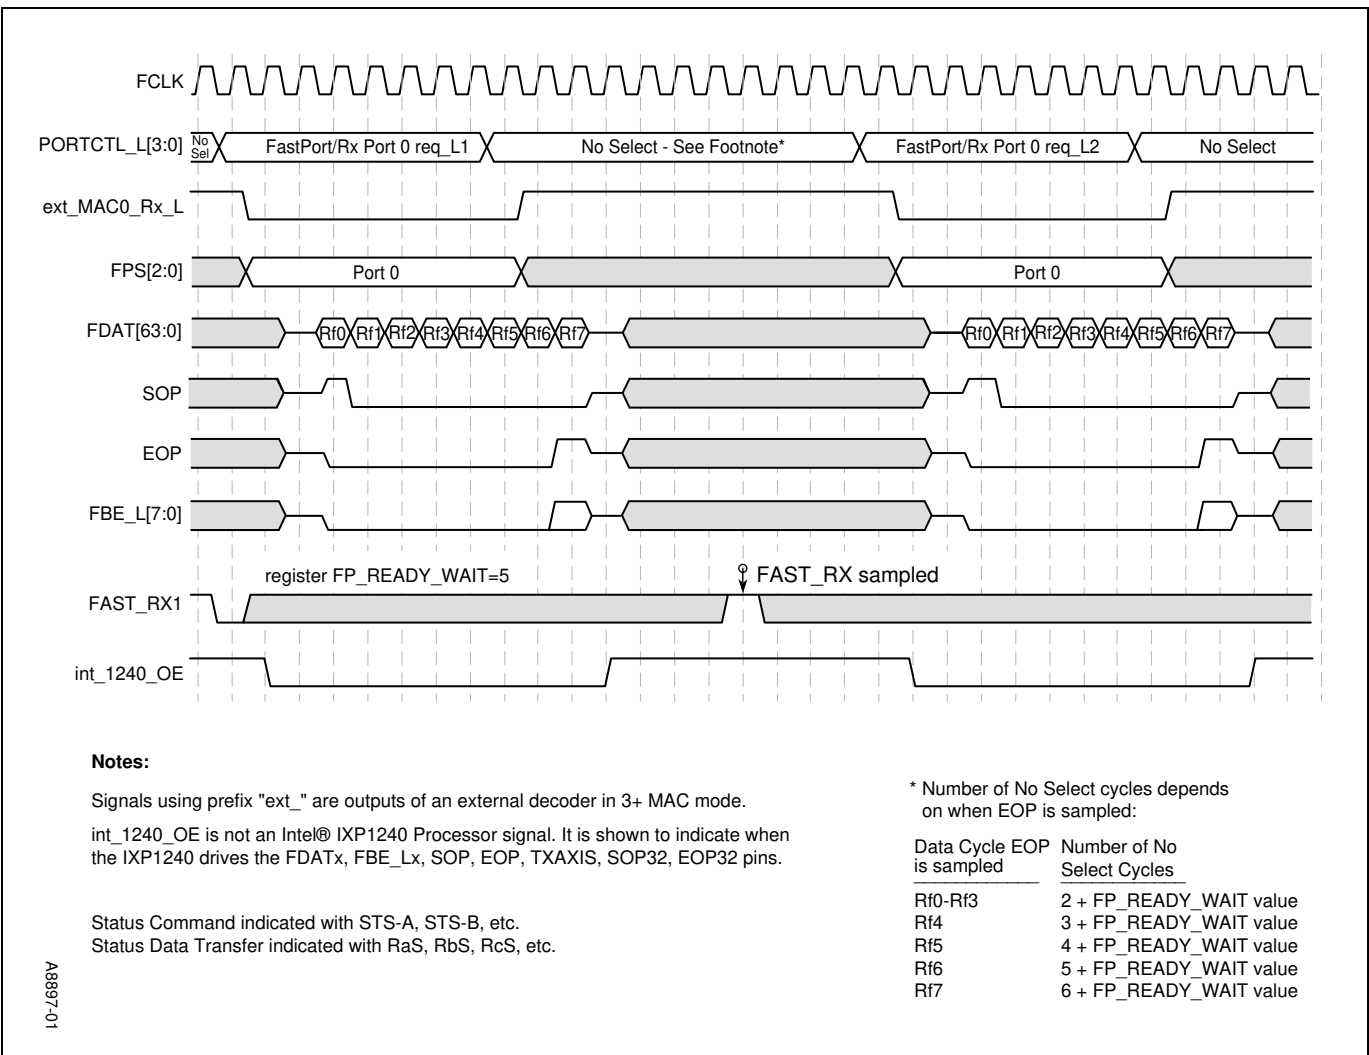 FCLK
PORTCTL_L[3:0] No Sel FastPort/Rx Port 0 req_L1 No Select - See Footnote* FastPort/Rx Port 0 req_L2 No Select
ext_MAC0_Rx_L
FPS[2:0] Port 0 Port 0
FDAT[63:0] Rf0 Rf1 Rf2 Rf3 Rf4 Rf5 Rf6 Rf7 Rf0 Rf1 Rf2 Rf3 Rf4 Rf5 Rf6 Rf7
SOP
EOP
FBE_L[7:0]
register FP_READY_WAIT=5 FAST_RX sampled
FAST_RX1
int_1240_OE
Notes:
Signals using prefix "ext_" are outputs of an external decoder in 3+ MAC mode.
int_1240_OE is not an Intel® IXP1240 Processor signal. It is shown to indicate when
the IXP1240 drives the FDATx, FBE_Lx, SOP, EOP, TXAXIS, SOP32, EOP32 pins.
Status Command indicated with STS-A, STS-B, etc.
Status Data Transfer indicated with RaS, RbS, RcS, etc.
* Number of No Select cycles depends
on when EOP is sampled:
Data Cycle EOP Number of No
is sampled Select Cycles
Rf0-Rf3 2 + FP_READY_WAIT value
Rf4 3 + FP_READY_WAIT value
Rf5 4 + FP_READY_WAIT value
Rf6 5 + FP_READY_WAIT value
Rf7 6 + FP_READY_WAIT value
A8897-01